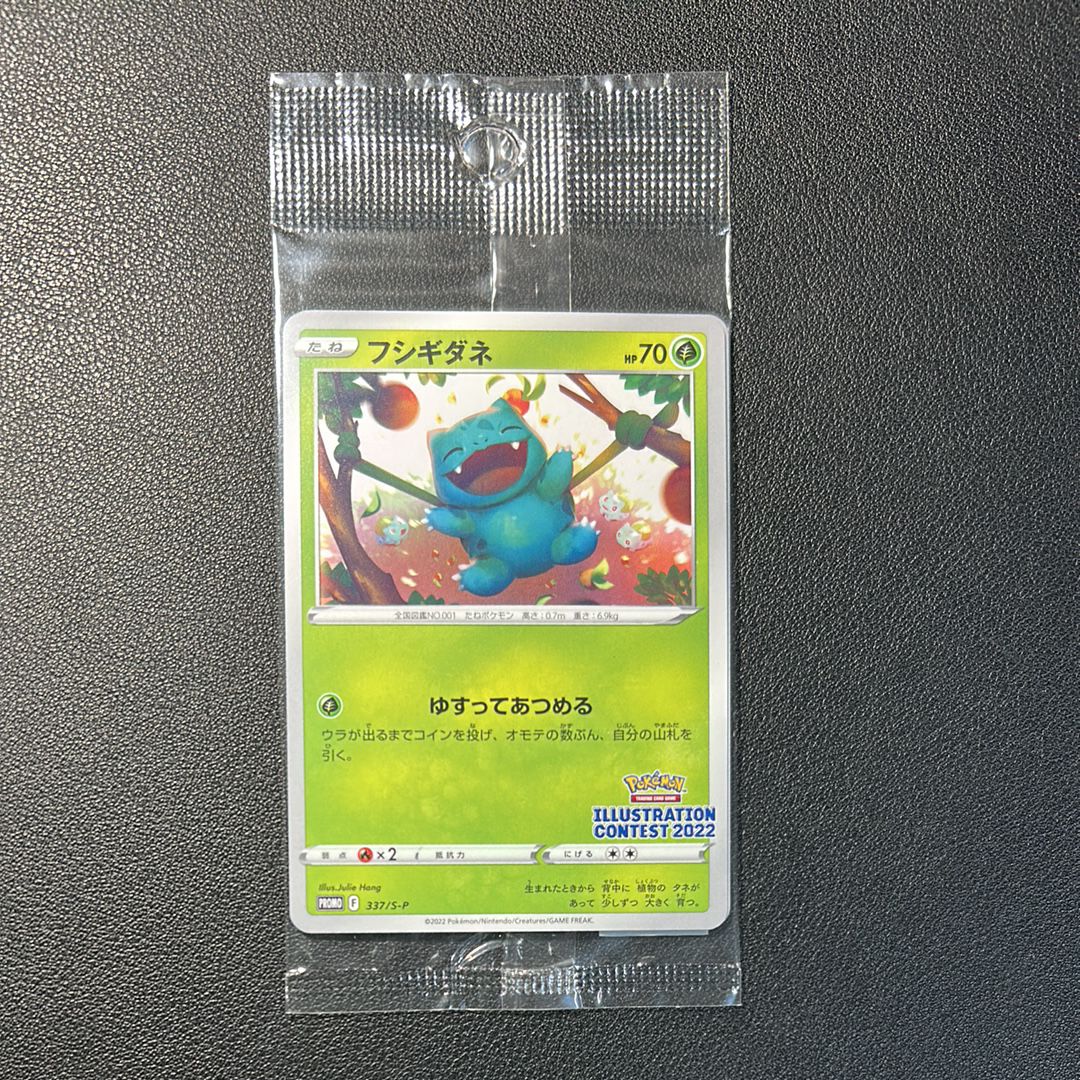 たね フシギダネ HP70
全国図鑑NO.001 たねポケモン 高さ:0.7m 重さ:6.9kg
ゆすってあつめる
ウラが出るまでコインを投げ、オモテの数ぶん、自分の山札を
引く。
POKÉMON
TRADING CARD GAME
ILLUSTRATION
CONTEST 2022
弱点 ×2 抵抗力 にげる
Illus.Julie Hang
生まれたときから 背中に 植物の タネが
あって 少しずつ 大きく 育つ。
PROMO F 337/S-P
©2022 Pokémon/Nintendo/Creatures/GAME FREAK.